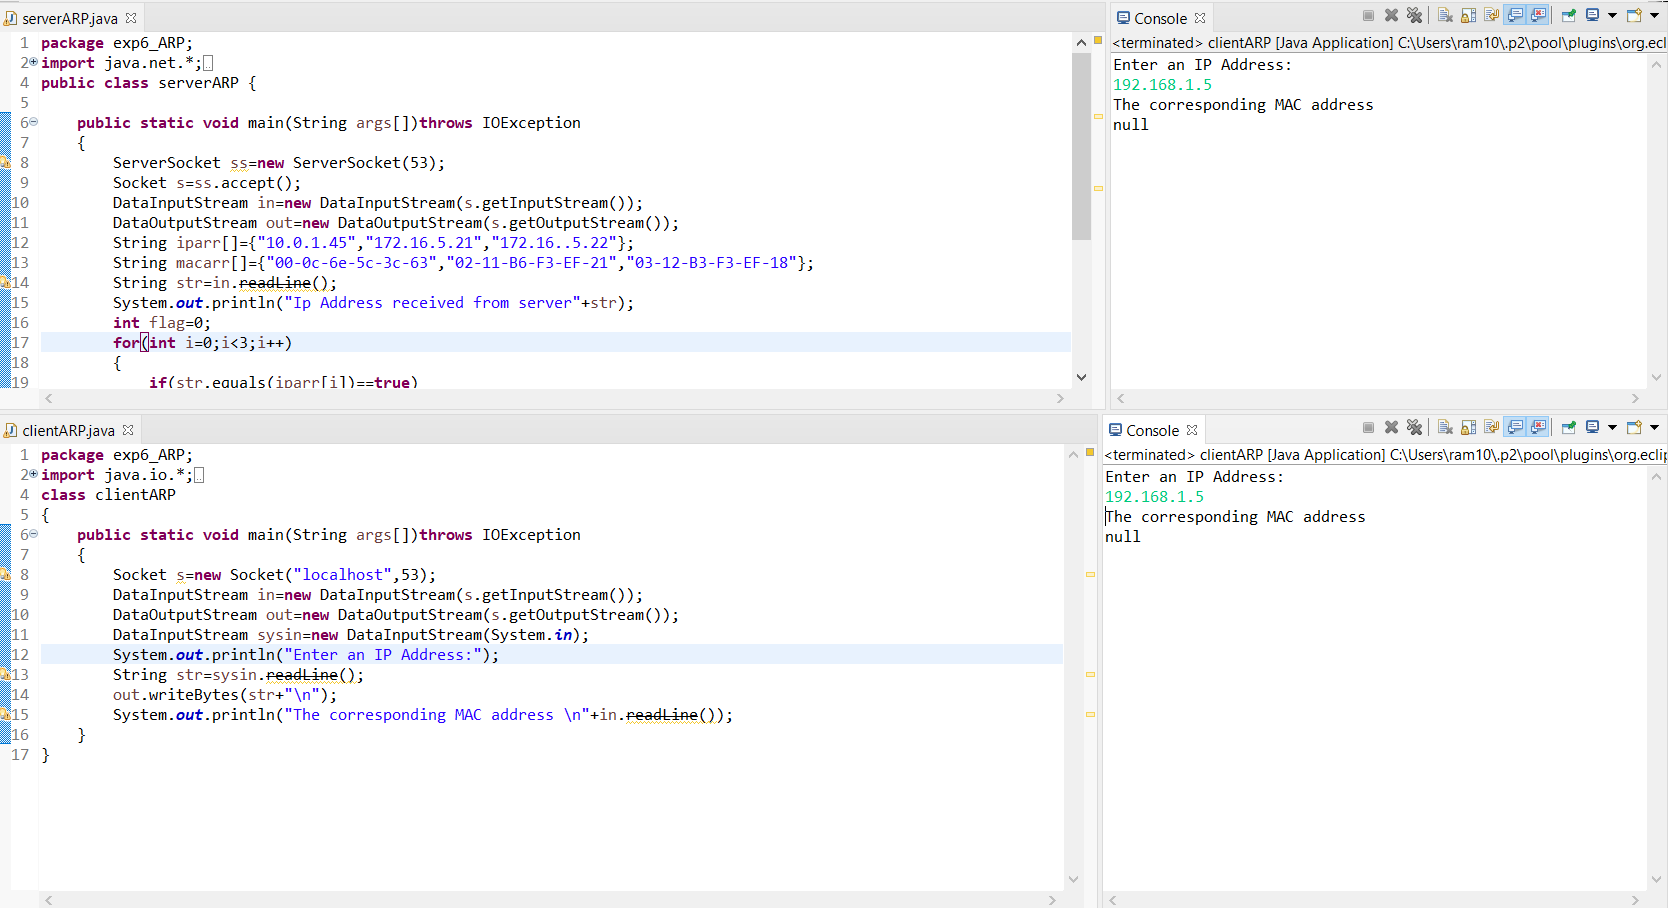 serverARP.java
1 package exp6_ARP;
2 import java.net.*;
4 public class serverARP {
5
6     public static void main(String args[])throws IOException
7     {
8         ServerSocket ss=new ServerSocket(53);
9         Socket s=ss.accept();
10         DataInputStream in=new DataInputStream(s.getInputStream());
11         DataOutputStream out=new DataOutputStream(s.getOutputStream());
12         String iparr[]={"10.0.1.45","172.16.5.21","172.16..5.22"};
13         String macarr[]={"00-0c-6e-5c-3c-63","02-11-B6-F3-EF-21","03-12-B3-F3-EF-18"};
14         String str=in.readLine();
15         System.out.println("Ip Address received from server"+str);
16         int flag=0;
17         for(int i=0;i<3;i++)
18         {
19             if(str.equals(iparr[i])==true)
Console
<terminated> clientARP [Java Application] C:\Users\ram10\.p2\pool\plugins\org.ecl
Enter an IP Address:
192.168.1.5
The corresponding MAC address
null
clientARP.java
1 package exp6_ARP;
2 import java.io.*;
4 class clientARP
5 {
6     public static void main(String args[])throws IOException
7     {
8         Socket s=new Socket("localhost",53);
9         DataInputStream in=new DataInputStream(s.getInputStream());
10         DataOutputStream out=new DataOutputStream(s.getOutputStream());
11         DataInputStream sysin=new DataInputStream(System.in);
12         System.out.println("Enter an IP Address:");
13         String str=sysin.readLine();
14         out.writeBytes(str+"\n");
15         System.out.println("The corresponding MAC address \n"+in.readLine());
16     }
17 }
Console
<terminated> clientARP [Java Application] C:\Users\ram10\.p2\pool\plugins\org.eclip
Enter an IP Address:
192.168.1.5
The corresponding MAC address
null